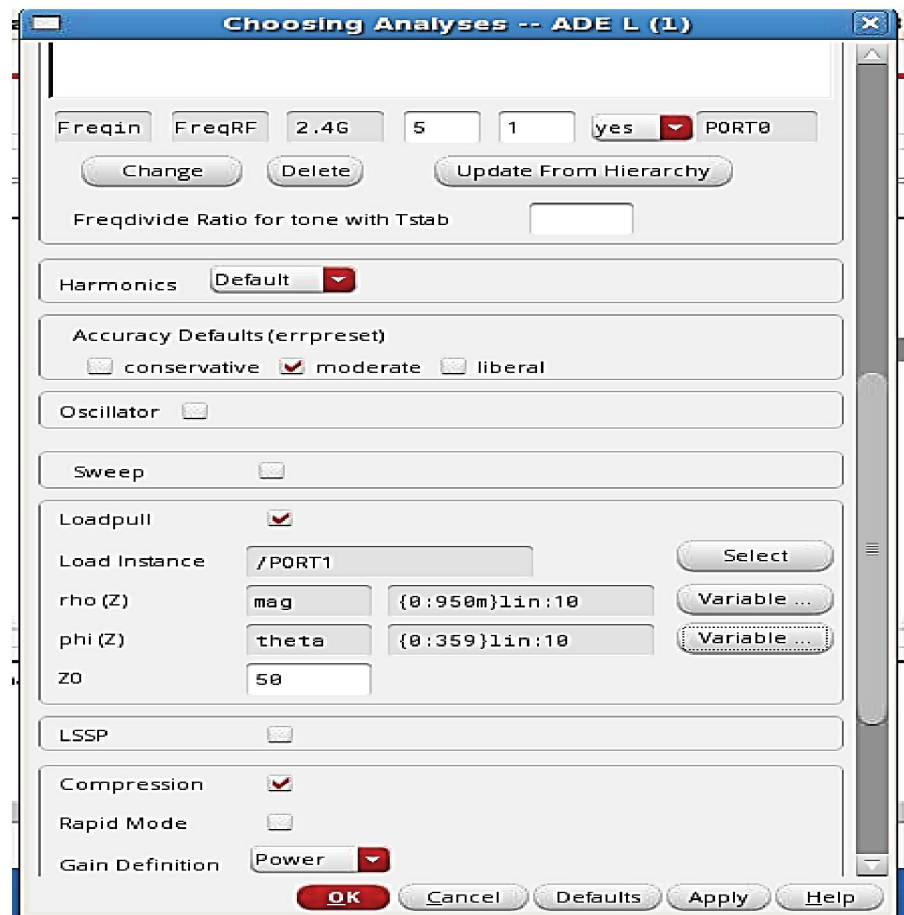 Choosing Analyses -- ADE L (1)
Freqin FreqRF 2.4G 5 1 yes PORT0
Change Delete Update From Hierarchy
Freqdivide Ratio for tone with Tstab
Harmonics Default
Accuracy Defaults (errpreset)
conservative moderate liberal
Oscillator
Sweep
Loadpull
Load Instance /PORT1 Select
rho (Z) mag {0:950m}lin:10 Variable ...
phi (Z) theta {0:359}lin:10 Variable ...
Z0 50
LSSP
Compression
Rapid Mode
Gain Definition Power
OK Cancel Defaults Apply Help